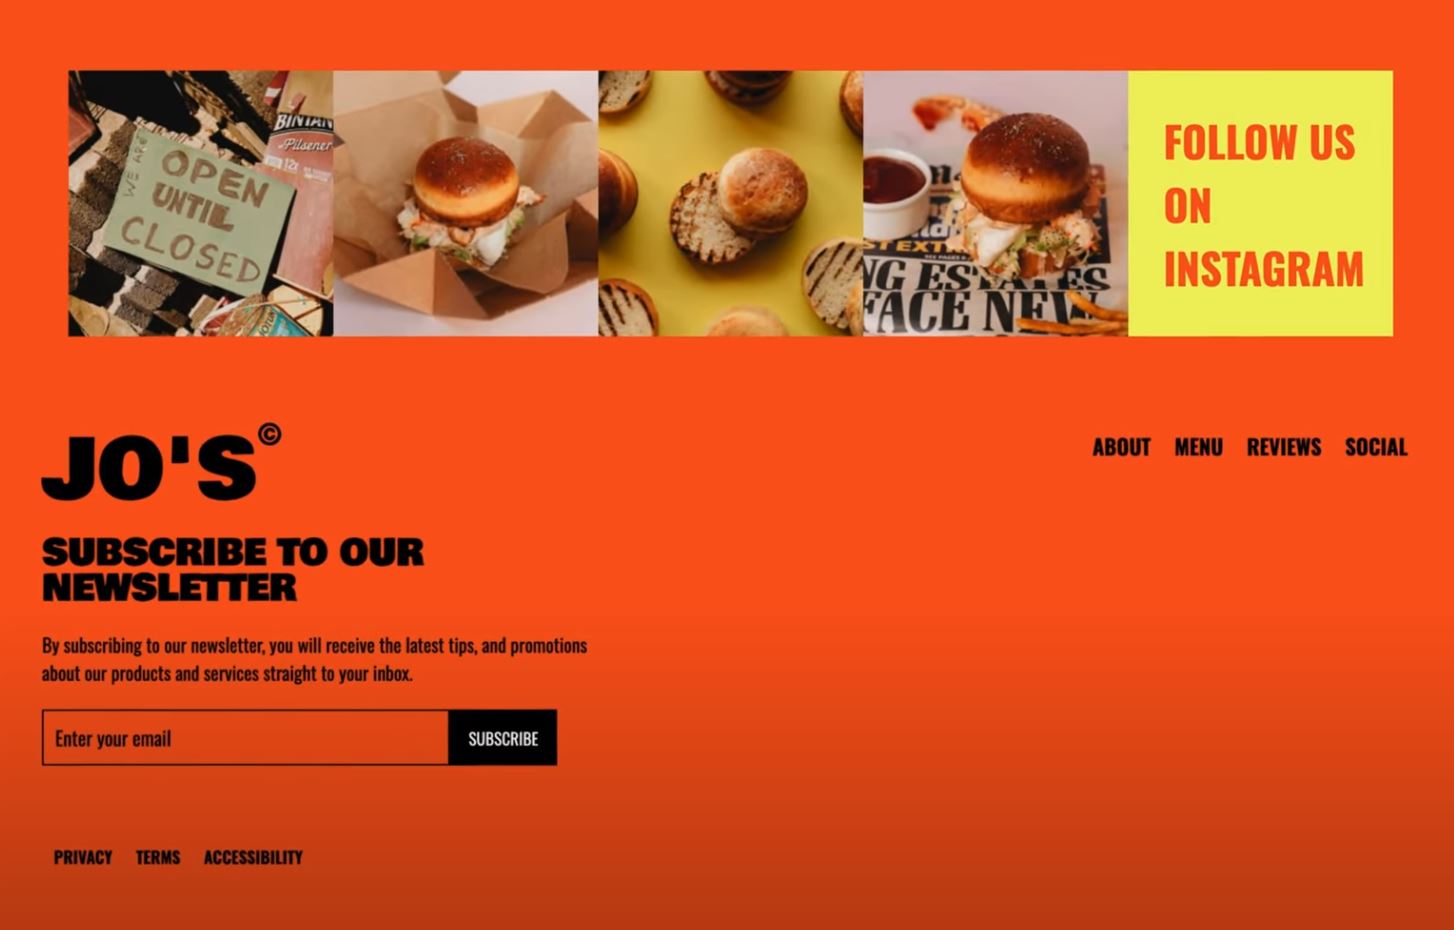 WE ARE
OPEN
UNTIL
CLOSED
BINTAN
Pilsener
FOLLOW US
ON
INSTAGRAM
ST EXT
NG ESTATES
FACE NEW
JO'S©
ABOUT MENU REVIEWS SOCIAL
SUBSCRIBE TO OUR
NEWSLETTER
By subscribing to our newsletter, you will receive the latest tips, and promotions
about our products and services straight to your inbox.
Enter your email
SUBSCRIBE
PRIVACY TERMS ACCESSIBILITY